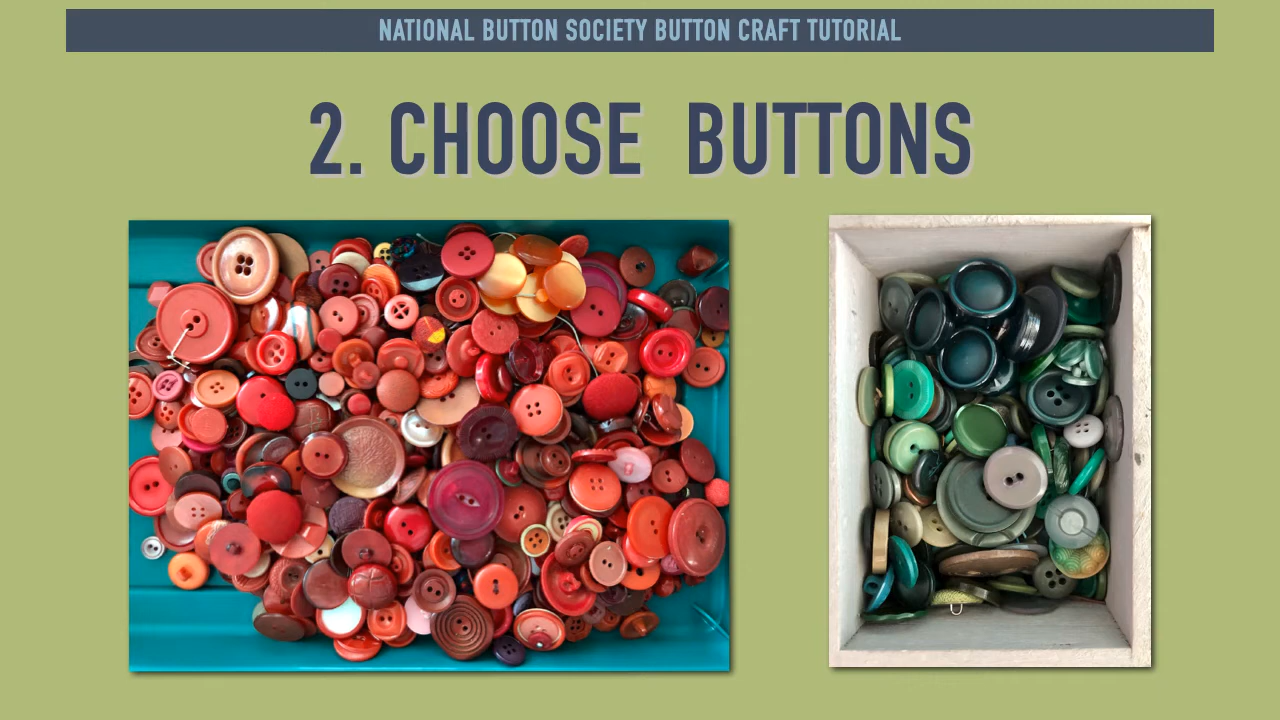 NATIONAL BUTTON SOCIETY BUTTON CRAFT TUTORIAL
2. CHOOSE BUTTONS